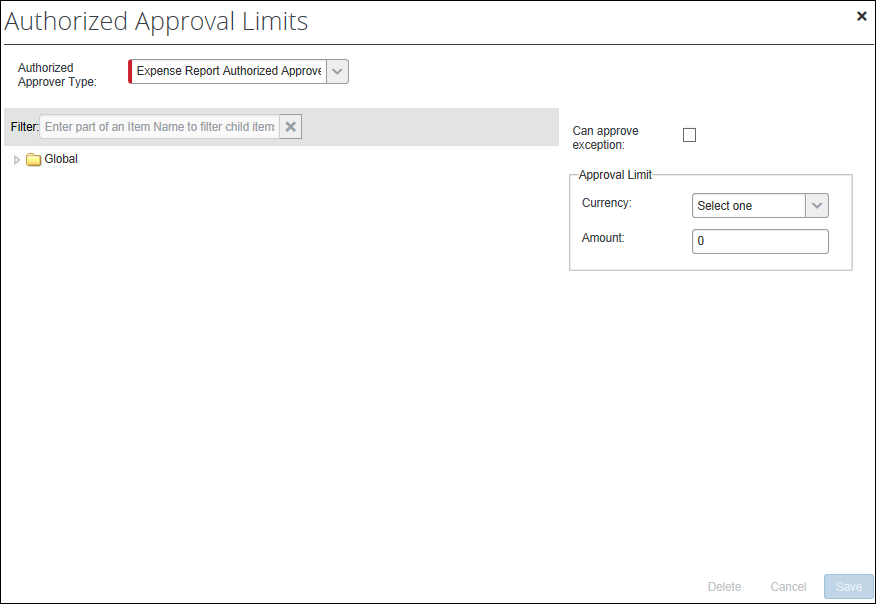 Authorized Approval Limits
Authorized
Approver Type:
Expense Report Authorized Approve
Filter:
Enter part of an Item Name to filter child item
Global
Can approve
exception:
Approval Limit
Currency:
Select one
Amount:
0
Delete
Cancel
Save